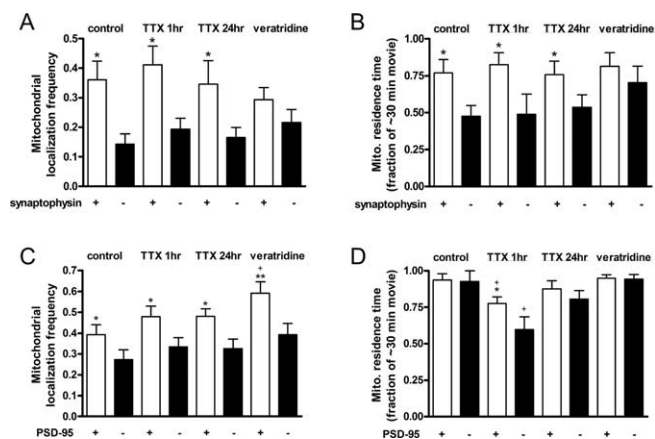 A
control TTX 1hr TTX 24hr veratridine
Mitochondrial
localization frequency
0.5
0.4
0.3
0.2
0.1
0.0
* * *
synaptophysin + - + - + - + -
B
control TTX 1hr TTX 24hr veratridine
Mito. residence time
(fraction of ~30 min movie)
1.00
0.75
0.50
0.25
0.00
* * *
synaptophysin + - + - + - + -
C
control TTX 1hr TTX 24hr veratridine
Mitochondrial
localization frequency
0.7
0.6
0.5
0.4
0.3
0.2
0.1
0.0
+
* * * **
PSD-95 + - + - + - + -
D
control TTX 1hr TTX 24hr veratridine
Mito. residence time
(fraction of ~30 min movie)
1.00
0.75
0.50
0.25
0.00
+
* +
PSD-95 + - + - + - + -